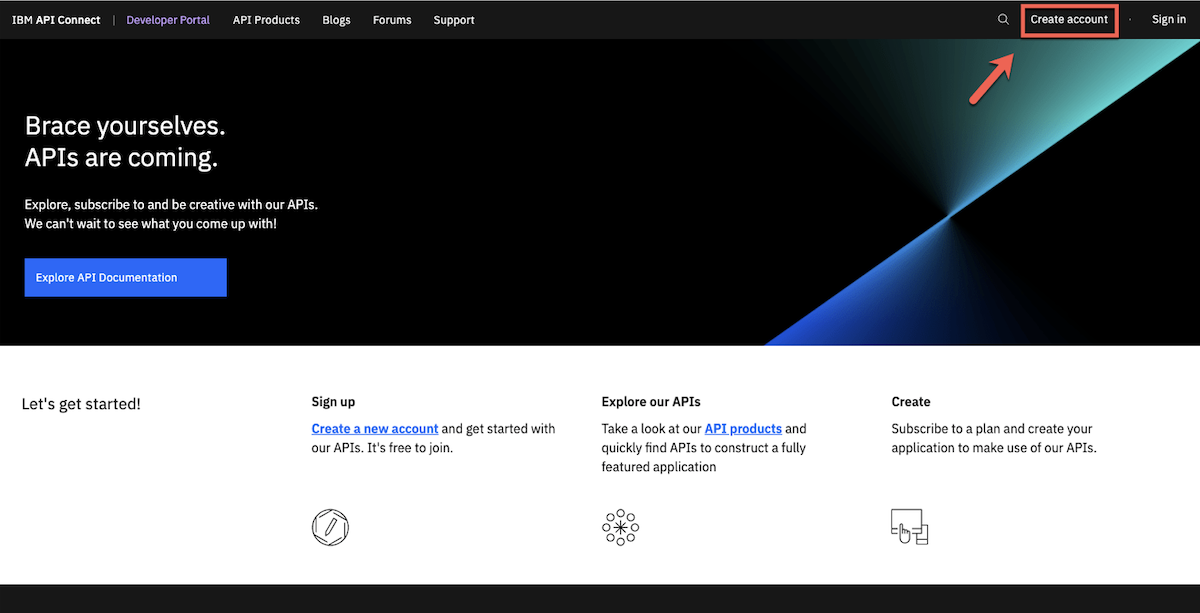 IBM API Connect | Developer Portal API Products Blogs Forums Support Create account · Sign in
Brace yourselves.
APIs are coming.
Explore, subscribe to and be creative with our APIs.
We can't wait to see what you come up with!
Explore API Documentation
Let's get started!
Sign up
Create a new account and get started with
our APIs. It's free to join.
Explore our APIs
Take a look at our API products and
quickly find APIs to construct a fully
featured application
Create
Subscribe to a plan and create your
application to make use of our APIs.